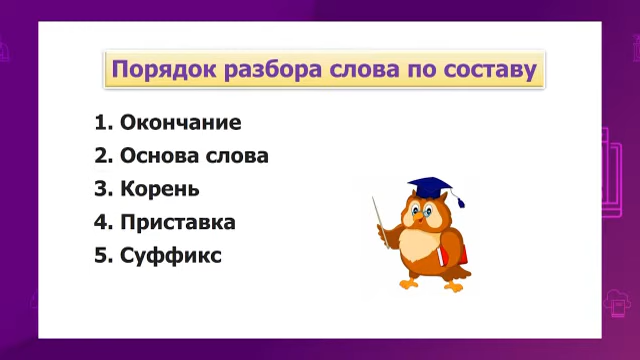 Порядок разбора слова по составу
1. Окончание
2. Основа слова
3. Корень
4. Приставка
5. Суффикс